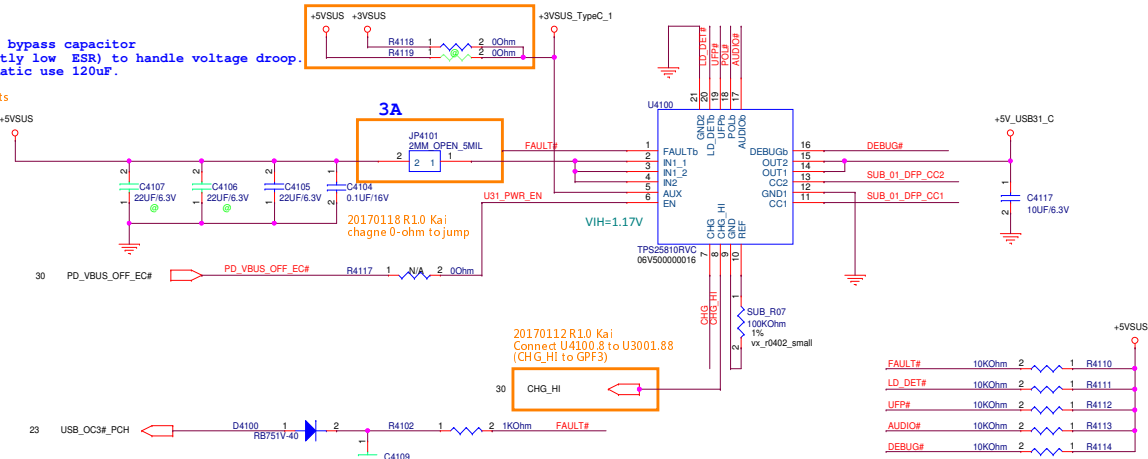 bypass capacitor
tly low ESR) to handle voltage droop.
atic use 120uF.
ts
+5VSUS +3VSUS
R4118 1 2 0Ohm
R4119 1 2 0Ohm
@
+3VSUS_TypeC_1
3A
+5VSUS
JP4101
2MM_OPEN_5MIL
2 2 1 1
FAULT#
C4107
22UF/6.3V
@
C4106
22UF/6.3V
@
C4105
22UF/6.3V
C4104
0.1UF/16V
20170118 R1.0 Kai
chagne 0-ohm to jump
U31_PWR_EN
VIH=1.17V
LD_DET#
UFP#
POL#
AUDIO#
21 20 19 18 17
U4100
GND2
LD_DETb
UFPb
POLb
AUDIOb
1 FAULTb
2 IN1_1
3 IN1_2
4 IN2
5 AUX
6 EN
DEBUGb 16 DEBUG#
OUT2 15
OUT1 14
CC2 13 SUB_01_DFP_CC2
GND1 12
CC1 11 SUB_01_DFP_CC1
CHG
CHG_HI
GND
REF
7 8 9 10
TPS25810RVC
06V500000016
+5V_USB31_C
C4117
10UF/6.3V
30 PD_VBUS_OFF_EC# PD_VBUS_OFF_EC# R4117 1 N/A 2 0Ohm
CHG
CHG_HI
1
SUB_R07
100KOhm
1%
vx_r0402_small
2
20170112 R1.0 Kai
Connect U4100.8 to U3001.88
(CHG_HI to GPF3)
30 CHG_HI
23 USB_OC3#_PCH D4100 1 2 R4102 1 2 1KOhm FAULT#
RB751V-40
1
C4109
+5VSUS
FAULT# 10KOhm 2 1 R4110
LD_DET# 10KOhm 2 1 R4111
UFP# 10KOhm 2 1 R4112
AUDIO# 10KOhm 2 1 R4113
DEBUG# 10KOhm 2 1 R4114